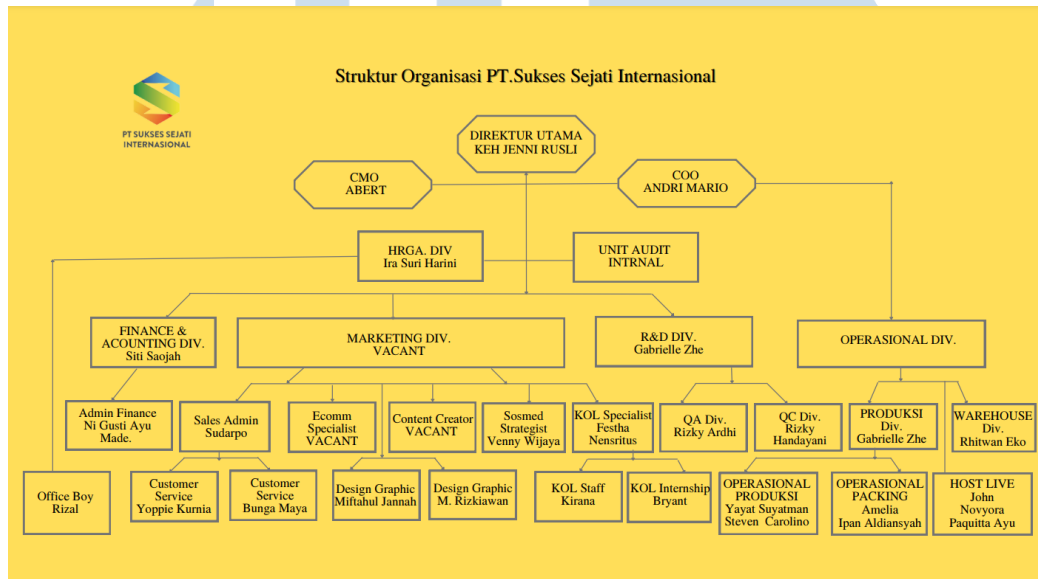 Struktur Organisasi PT.Sukses Sejati Internasional
PT SUKSES SEJATI
INTERNASIONAL
DIREKTUR UTAMA
KEH JENNI RUSLI
CMO
ABERT
COO
ANDRI MARIO
HRGA. DIV
Ira Suri Harini
UNIT AUDIT
INTRNAL
FINANCE &
ACOUNTING DIV.
Siti Saojah
MARKETING DIV.
VACANT
R&D DIV.
Gabrielle Zhe
OPERASIONAL DIV.
Admin Finance
Ni Gusti Ayu
Made.
Sales Admin
Sudarpo
Ecomm
Specialist
VACANT
Content Creator
VACANT
Sosmed
Strategist
Venny Wijaya
KOL Specialist
Festha
Nensritus
QA Div.
Rizky Ardhi
QC Div.
Rizky
Handayani
PRODUKSI
Div.
Gabrielle Zhe
WAREHOUSE
Div.
Rhitwan Eko
Office Boy
Rizal
Customer
Service
Yoppie Kurnia
Customer
Service
Bunga Maya
Design Graphic
Miftahul Jannah
Design Graphic
M. Rizkiawan
KOL Staff
Kirana
KOL Internship
Bryant
OPERASIONAL
PRODUKSI
Yayat Suyatman
Steven Carolino
OPERASIONAL
PACKING
Amelia
Ipan Aldiansyah
HOST LIVE
John
Novyora
Paquitta Ayu